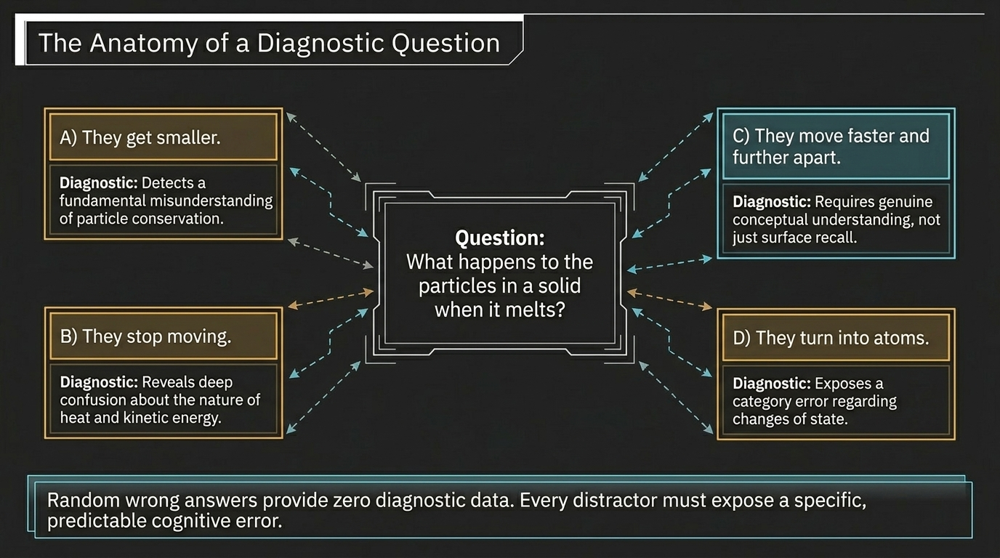 The Anatomy of a Diagnostic Question
A) They get smaller.
Diagnostic: Detects a
fundamental misunderstanding
of particle conservation.
B) They stop moving.
Diagnostic: Reveals deep
confusion about the nature of
heat and kinetic energy.
Question:
What happens to the
particles in a solid
when it melts?
C) They move faster and
further apart.
Diagnostic: Requires genuine
conceptual understanding, not
just surface recall.
D) They turn into atoms.
Diagnostic: Exposes a
category error regarding
changes of state.
Random wrong answers provide zero diagnostic data. Every distractor must expose a specific,
predictable cognitive error.